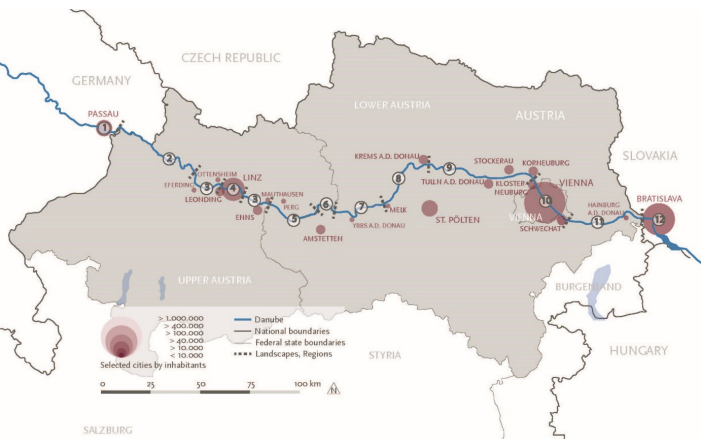 CZECH REPUBLIC
GERMANY
PASSAU
1
LOWER AUSTRIA
AUSTRIA
SLOVAKIA
2
OTTENSHEIM
EFERDING
3
4
LINZ
LEONDING
3
MAUTHAUSEN
PERG
EHNS
5
6
AMSTETTEN
7
YBBS A.D. DONAU
MELK
8
KREMS A.D. DONAU
9
STOCKERAU
KORNEUBURG
TULLN A.D. DONAU
KLOSTER
NEUBURG
VIENNA
10
VIENNA
SCHWECHAT
ST. PÖLTEN
HAINBURG
A.D. DONAU
11
BRATISLAVA
12
UPPER AUSTRIA
BURGENLAND
HUNGARY
STYRIA
SALZBURG
> 1,000.000
> 400.000
> 100.000
> 40.000
> 10.000
< 10.000
Selected cities by inhabitants
Danube
National boundaries
Federal state boundaries
Landscapes, Regions
0 25 50 75 100 km
N